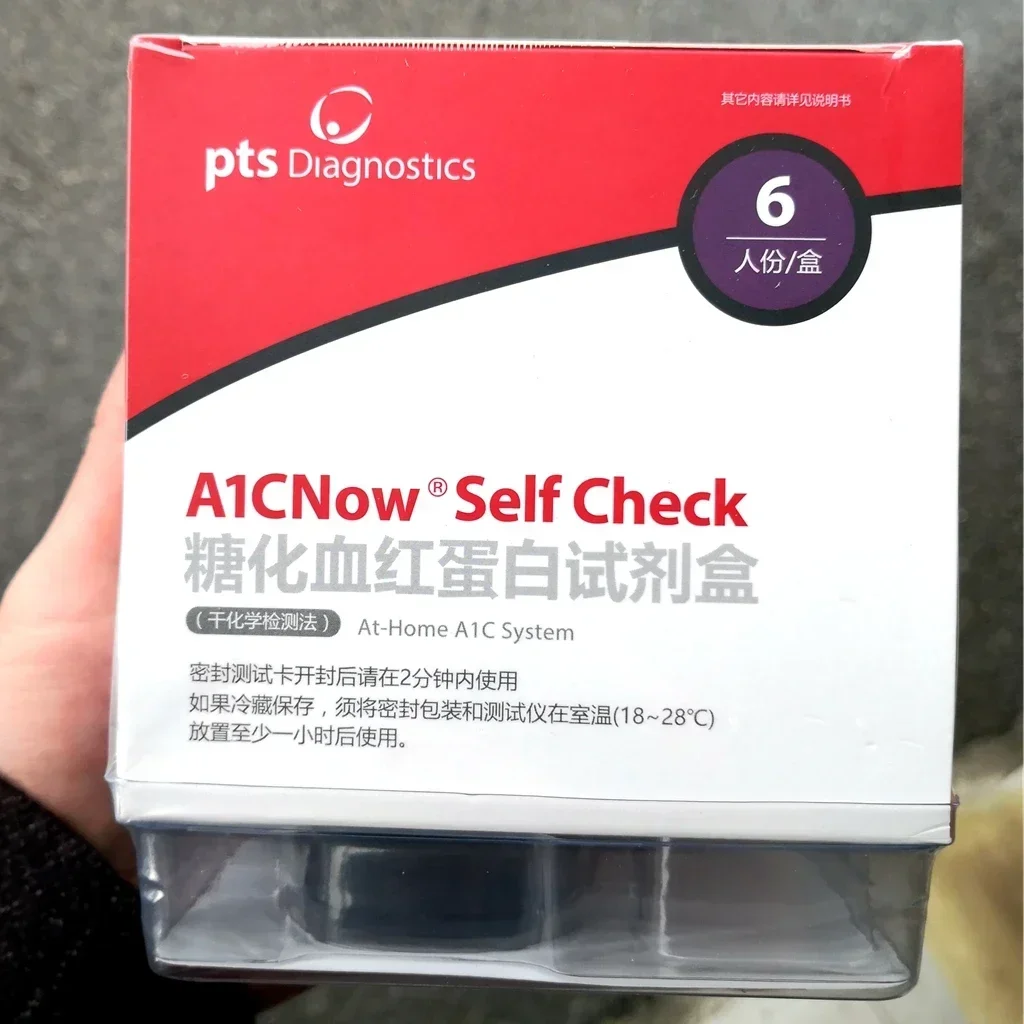 pts Diagnostics
其它内容请详见说明书
6
人份/盒
A1CNow® Self Check
糖化血红蛋白试剂盒
（干化学检测法）
At-Home A1C System
密封测试卡开封后请在2分钟内使用
如果冷藏保存，须将密封包装和测试仪在室温(18~28℃)
放置至少一小时后使用。